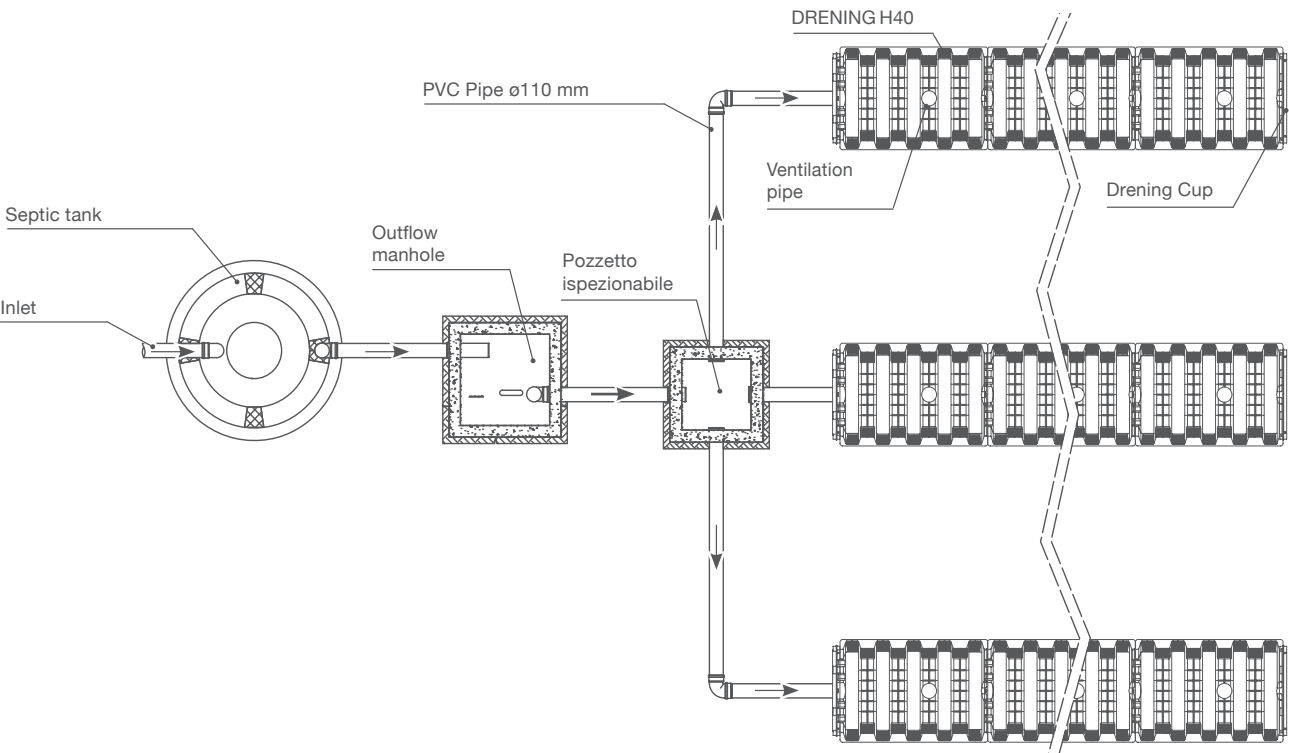 DRENING H40
PVC Pipe ø110 mm
Ventilation
pipe
Drening Cup
Septic tank
Outflow
manhole
Pozzetto
ispezionabile
Inlet